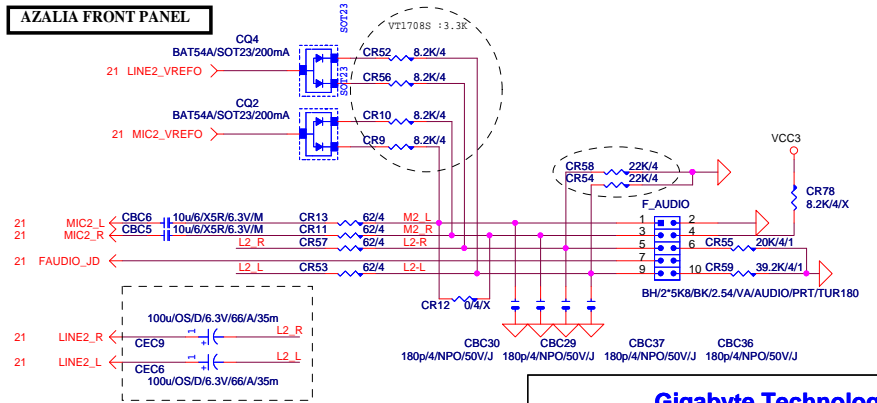 AZALIA FRONT PANEL
SOT23
VT1708S :3.3K
CQ4
BAT54A/SOT23/200mA
CR52
8.2K/4
21 LINE2_VREFO
SOT23
CR56
8.2K/4
CQ2
BAT54A/SOT23/200mA
CR10
8.2K/4
21 MIC2_VREFO
CR9
8.2K/4
VCC3
CR58
22K/4
CR54
22K/4
CR78
8.2K/4/X
F_AUDIO
21 MIC2_L
CBC6
10u/6/X5R/6.3V/M
CR13
62/4
M2_L
1
2
21 MIC2_R
CBC5
10u/6/X5R/6.3V/M
CR11
62/4
M2_R
3
4
L2_R
CR57
62/4
L2-R
5
6
CR55
20K/4/1
21 FAUDIO_JD
7
L2_L
CR53
62/4
L2-L
9
10
CR59
39.2K/4/1
BH/2*5K8/BK/2.54/VA/AUDIO/PRT/TUR180
CR12
0/4/X
100u/OS/D/6.3V/66/A/35m
21 LINE2_R
1
L2_R
CEC9
21 LINE2_L
1
L2_L
CEC6
100u/OS/D/6.3V/66/A/35m
CBC30
CBC29
CBC37
CBC36
180p/4/NPO/50V/J
180p/4/NPO/50V/J
180p/4/NPO/50V/J
180p/4/NPO/50V/J
Gigabyte Technolog